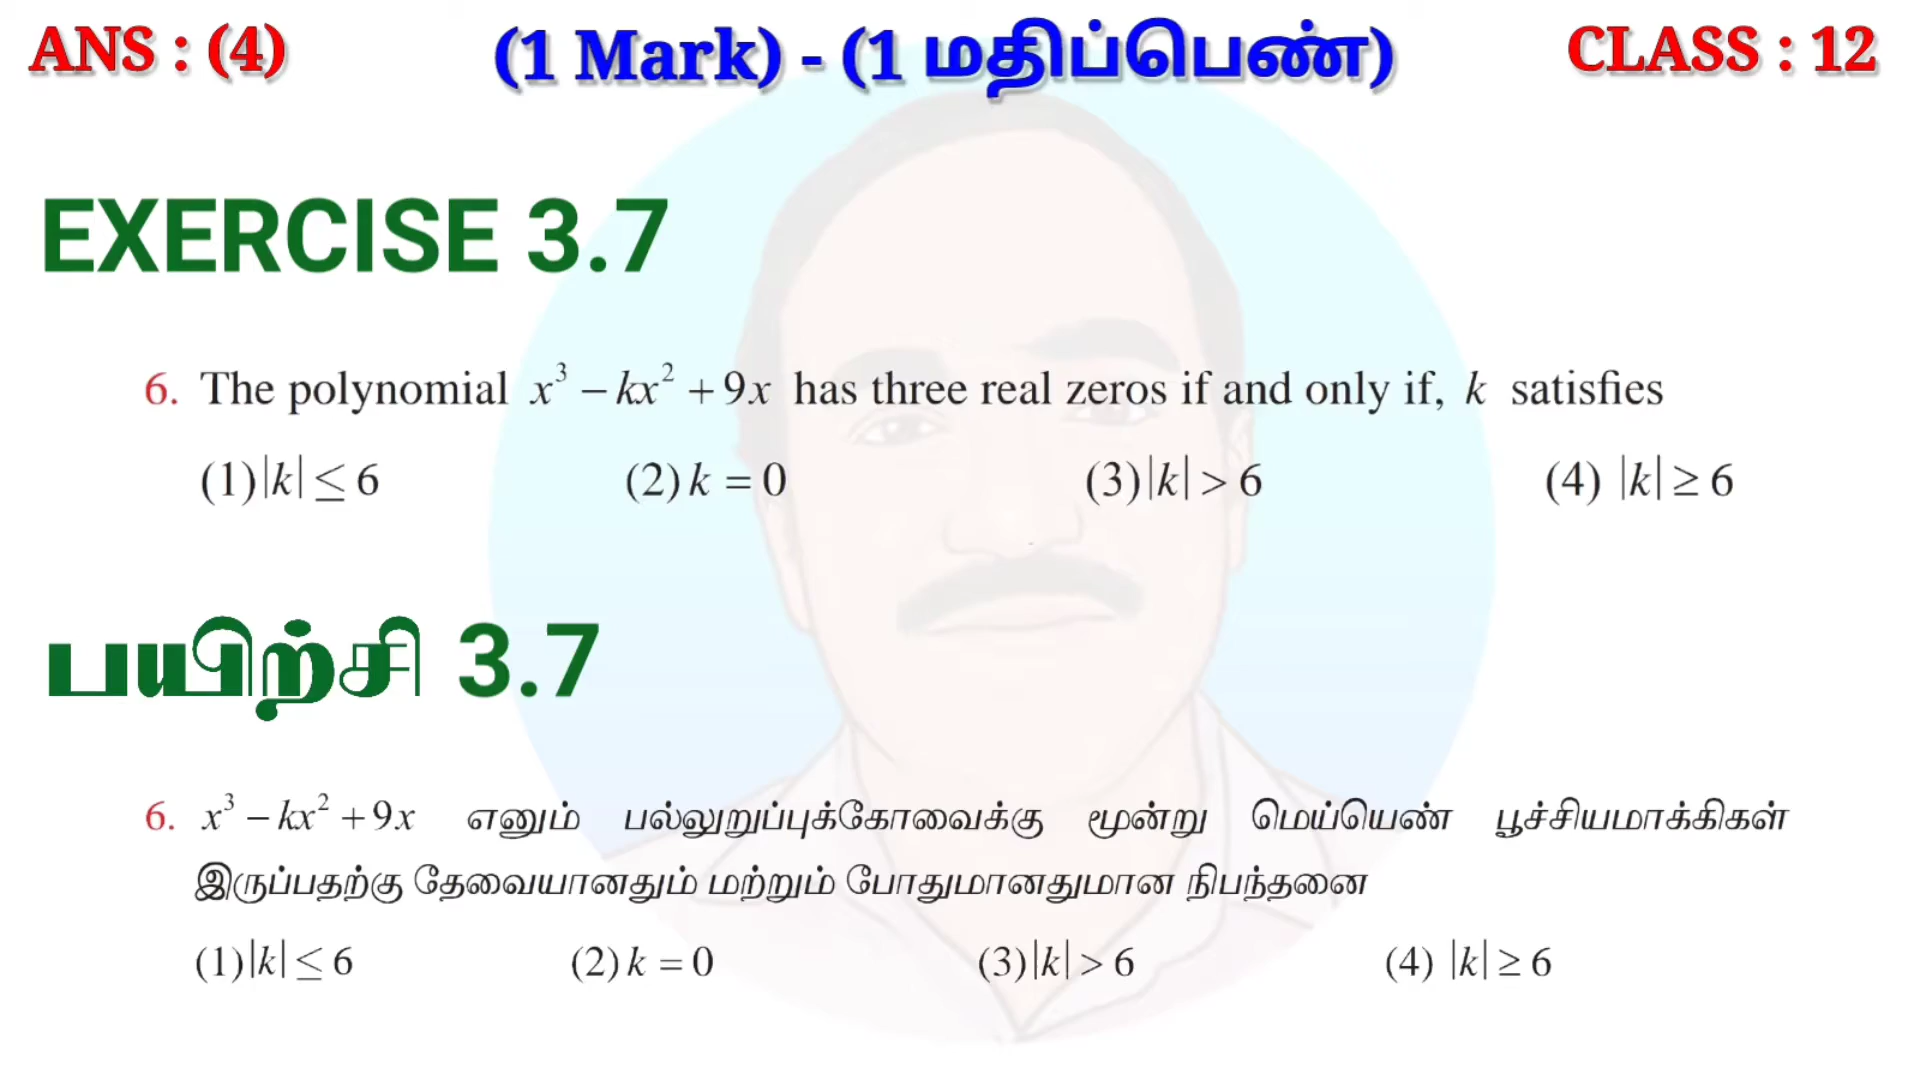 ANS : (4) (1 Mark) - (1 மதிப்பெண்) CLASS : 12
EXERCISE 3.7
6. The polynomial x³ − kx² + 9x has three real zeros if and only if, k satisfies
(1) |k| ≤ 6 (2) k = 0 (3) |k| > 6 (4) |k| ≥ 6
பயிற்சி 3.7
6. x³ − kx² + 9x எனும் பல்லுறுப்புக்கோவைக்கு மூன்று மெய்யெண் பூச்சியமாக்கிகள்
இருப்பதற்கு தேவையானதும் மற்றும் போதுமானதுமான நிபந்தனை
(1) |k| ≤ 6 (2) k = 0 (3) |k| > 6 (4) |k| ≥ 6